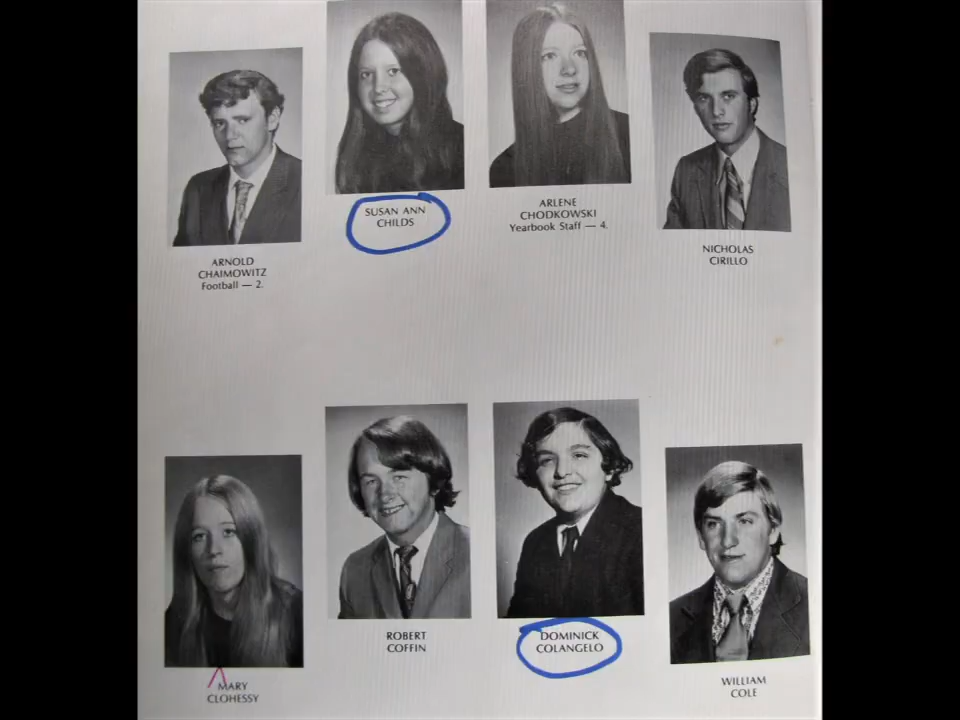 ARNOLD
CHAIMOWITZ
Football — 2.
SUSAN ANN
CHILDS
ARLENE
CHODKOWSKI
Yearbook Staff — 4.
NICHOLAS
CIRILLO
MARY
CLOHESSY
ROBERT
COFFIN
DOMINICK
COLANGELO
WILLIAM
COLE